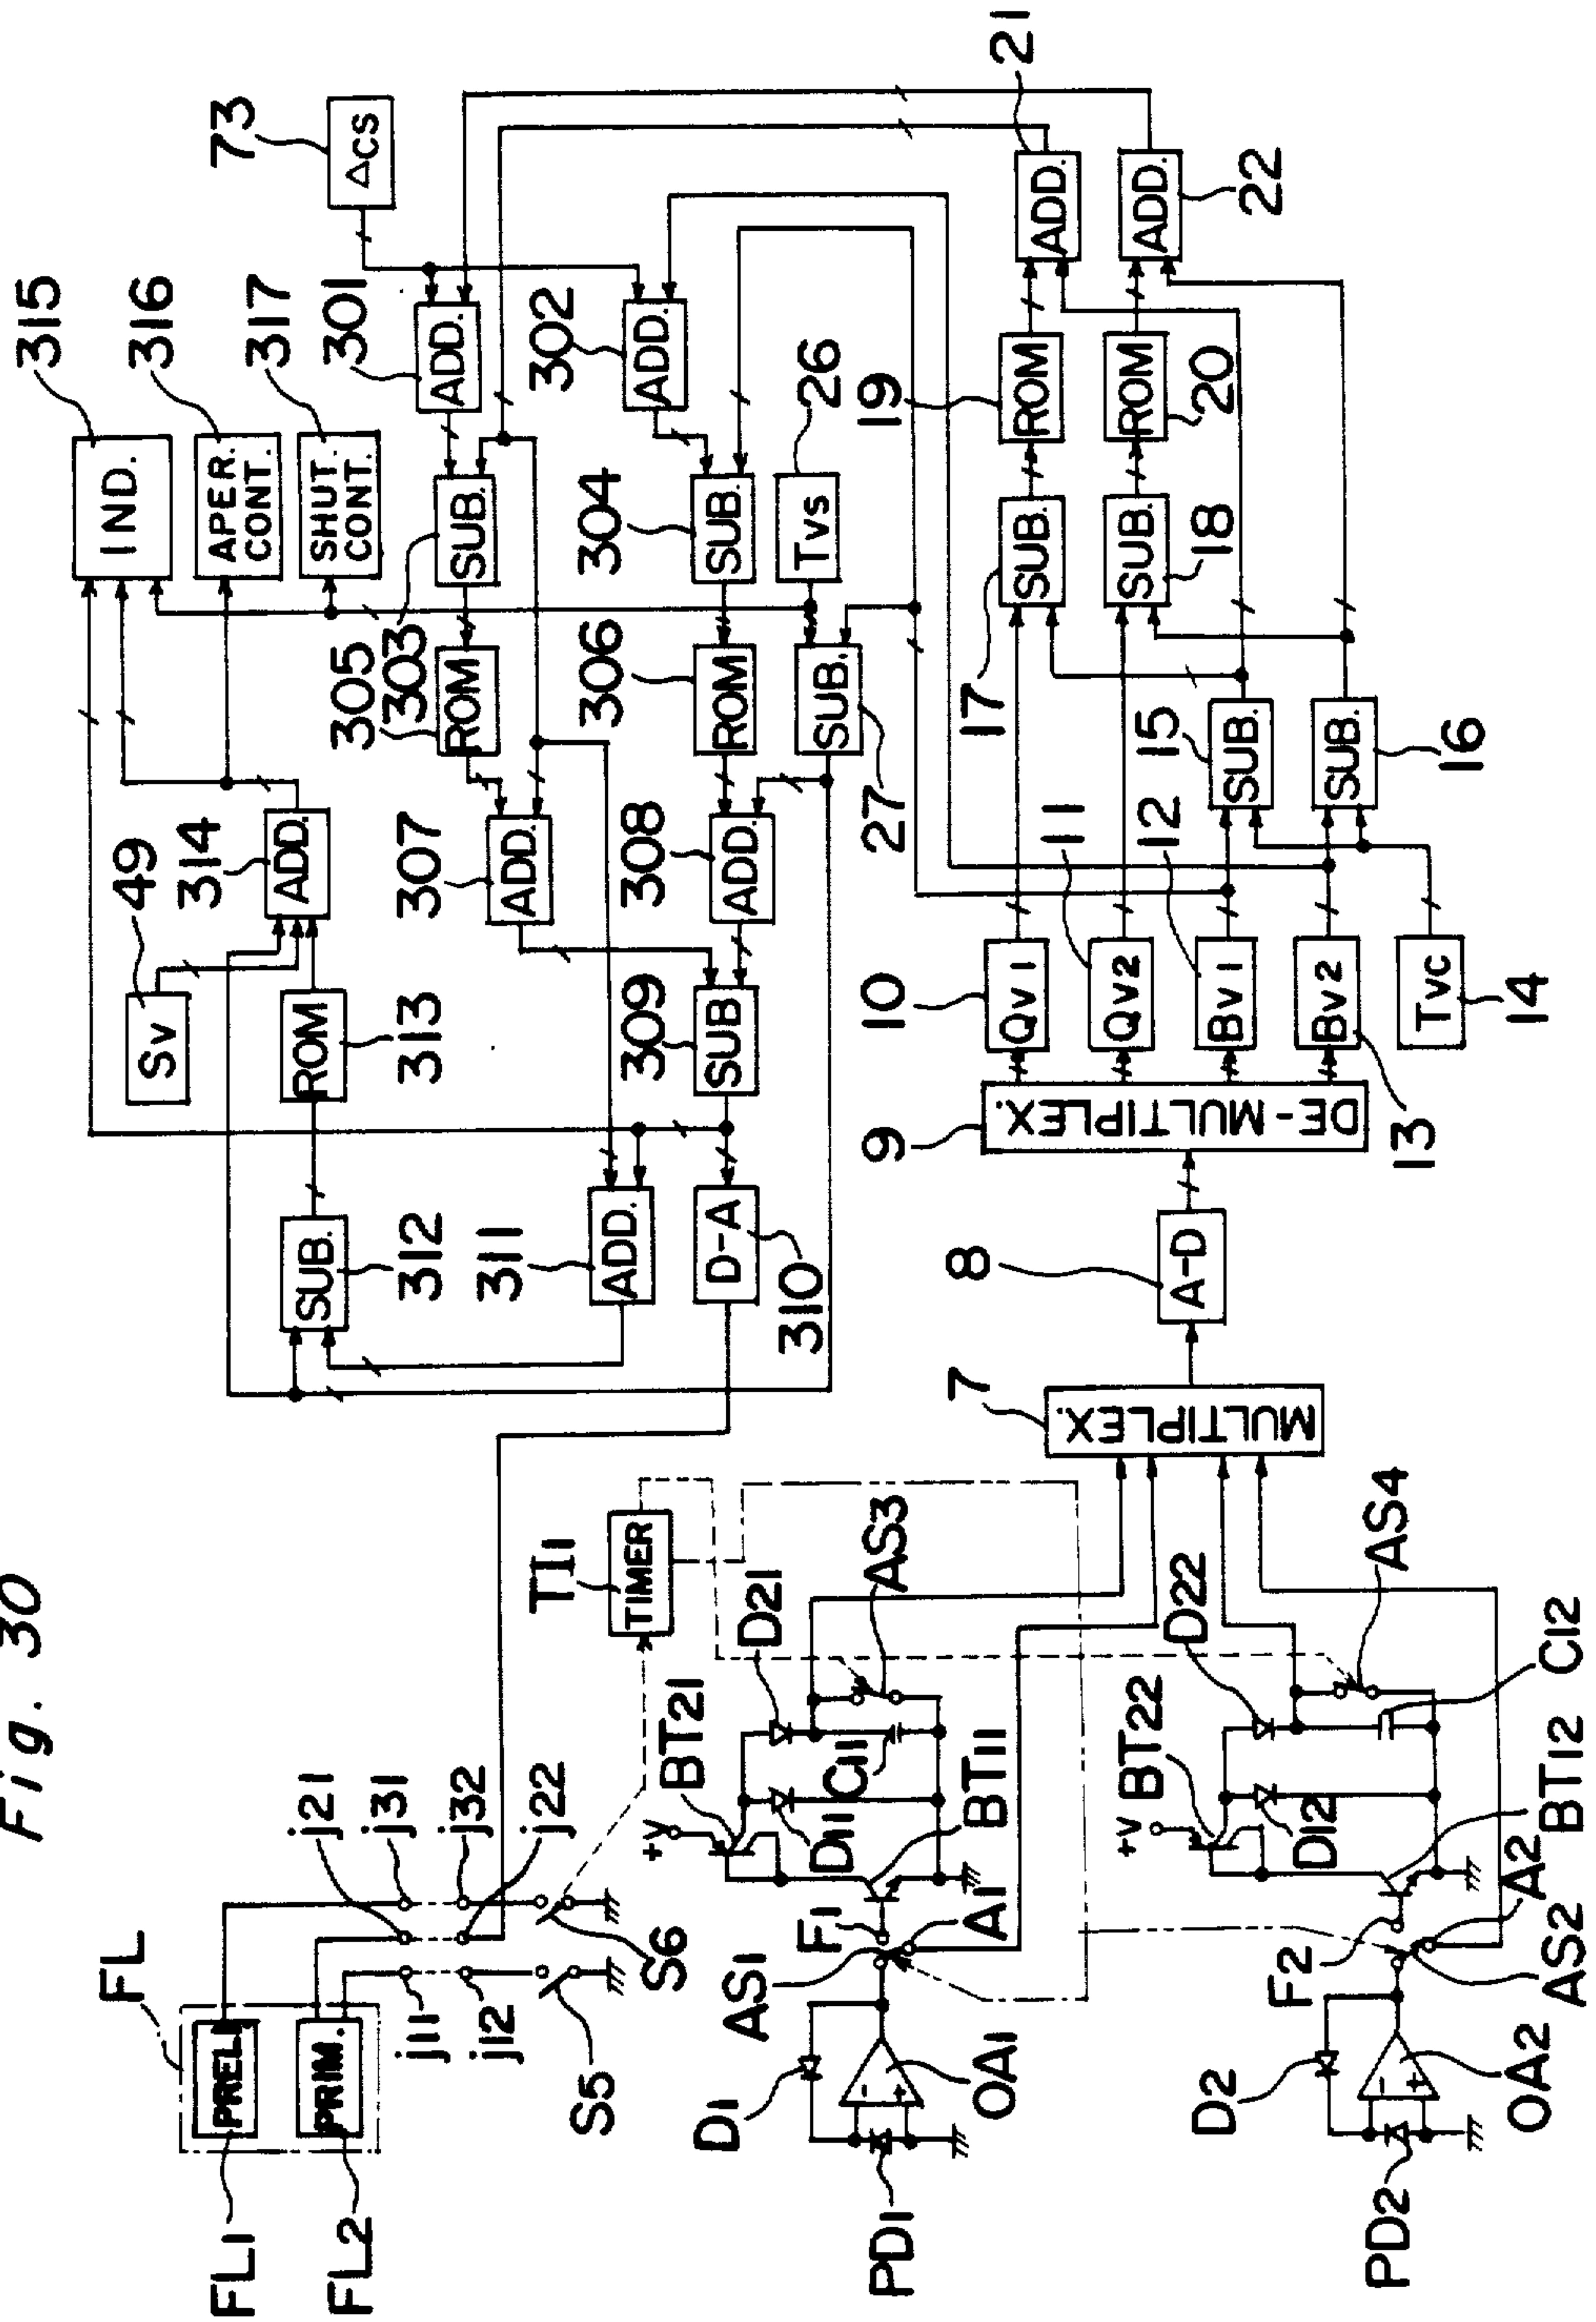 Fig. 30
FL
FL1
PREL.
FL2
PRIM.
j11
j12
j21
j31
j32
j22
S5
S6
TI1
TIMER
D1
PD1
OA1
AS1
F1
A1
+V
BT21
D21
AS3
D11
C11
BT11
D2
PD2
OA2
F2
AS2
A2
+V
BT22
D22
AS4
D12
C12
BT12
7
MULTIPLEX.
8
A-D
9
DE-MULTIPLEX.
10
Qv1
11
Qv2
12
Bv1
13
Bv2
14
Tvc
15
SUB.
16
SUB.
17
SUB.
18
SUB.
19
ROM
20
ROM
21
ADD.
22
ADD.
26
Tvs
27
SUB.
49
Sv
73
△CS
301
ADD.
302
ADD.
303
SUB.
304
SUB.
305
ROM
306
ROM
307
ADD.
308
ADD.
309
SUB
310
D-A
311
ADD.
312
SUB.
313
ROM
314
ADD.
315
IND.
316
APER.
CONT.
317
SHUT.
CONT.